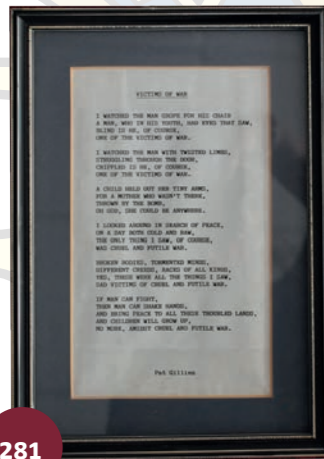 VICTIMS OF WAR
I WATCHED THE MAN GROPE FOR HIS CHAIR
A MAN, WHO IN HIS YOUTH, HAD EYES THAT SAW,
BLIND IS HE, OF COURSE,
ONE OF THE VICTIMS OF WAR.
I WATCHED THE MAN WITH TWISTED LIMBS,
STRUGGLING THROUGH THE DOOR,
CRIPPLED IS HE, OF COURSE,
ONE OF THE VICTIMS OF WAR.
A CHILD HELD OUT HER TINY ARMS,
FOR A MOTHER WHO WASN'T THERE,
THROWN BY THE BOMB,
OH GOD, SHE COULD BE ANYWHERE.
I LOOKED AROUND IN SEARCH OF PEACE,
ON A DAY BOTH COLD AND RAW,
THE ONLY THING I SAW, OF COURSE,
WAS CRUEL AND FUTILE WAR.
BROKEN BODIES, TORMENTED MINDS,
DIFFERENT CREEDS, RACES OF ALL KINDS,
YES, THESE WERE ALL THE THINGS I SAW,
SAD VICTIMS OF CRUEL AND FUTILE WAR.
IF MAN CAN FIGHT,
THEN MAN CAN SHAKE HANDS,
AND BRING PEACE TO ALL THESE TROUBLED LANDS,
AND CHILDREN WILL GROW UP,
NO MORE, AMIDST CRUEL AND FUTILE WAR.
Pat
281